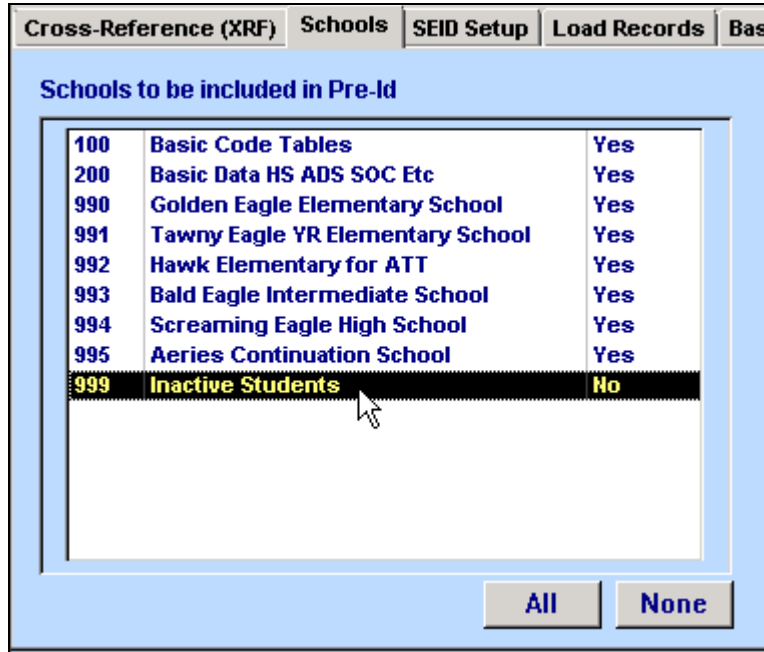 Cross-Reference (XRF) Schools SEID Setup Load Records Bas
Schools to be included in Pre-Id
100 Basic Code Tables Yes
200 Basic Data HS ADS SOC Etc Yes
990 Golden Eagle Elementary School Yes
991 Tawny Eagle YR Elementary School Yes
992 Hawk Elementary for ATT Yes
993 Bald Eagle Intermediate School Yes
994 Screaming Eagle High School Yes
995 Aeries Continuation School Yes
999 Inactive Students No
All None